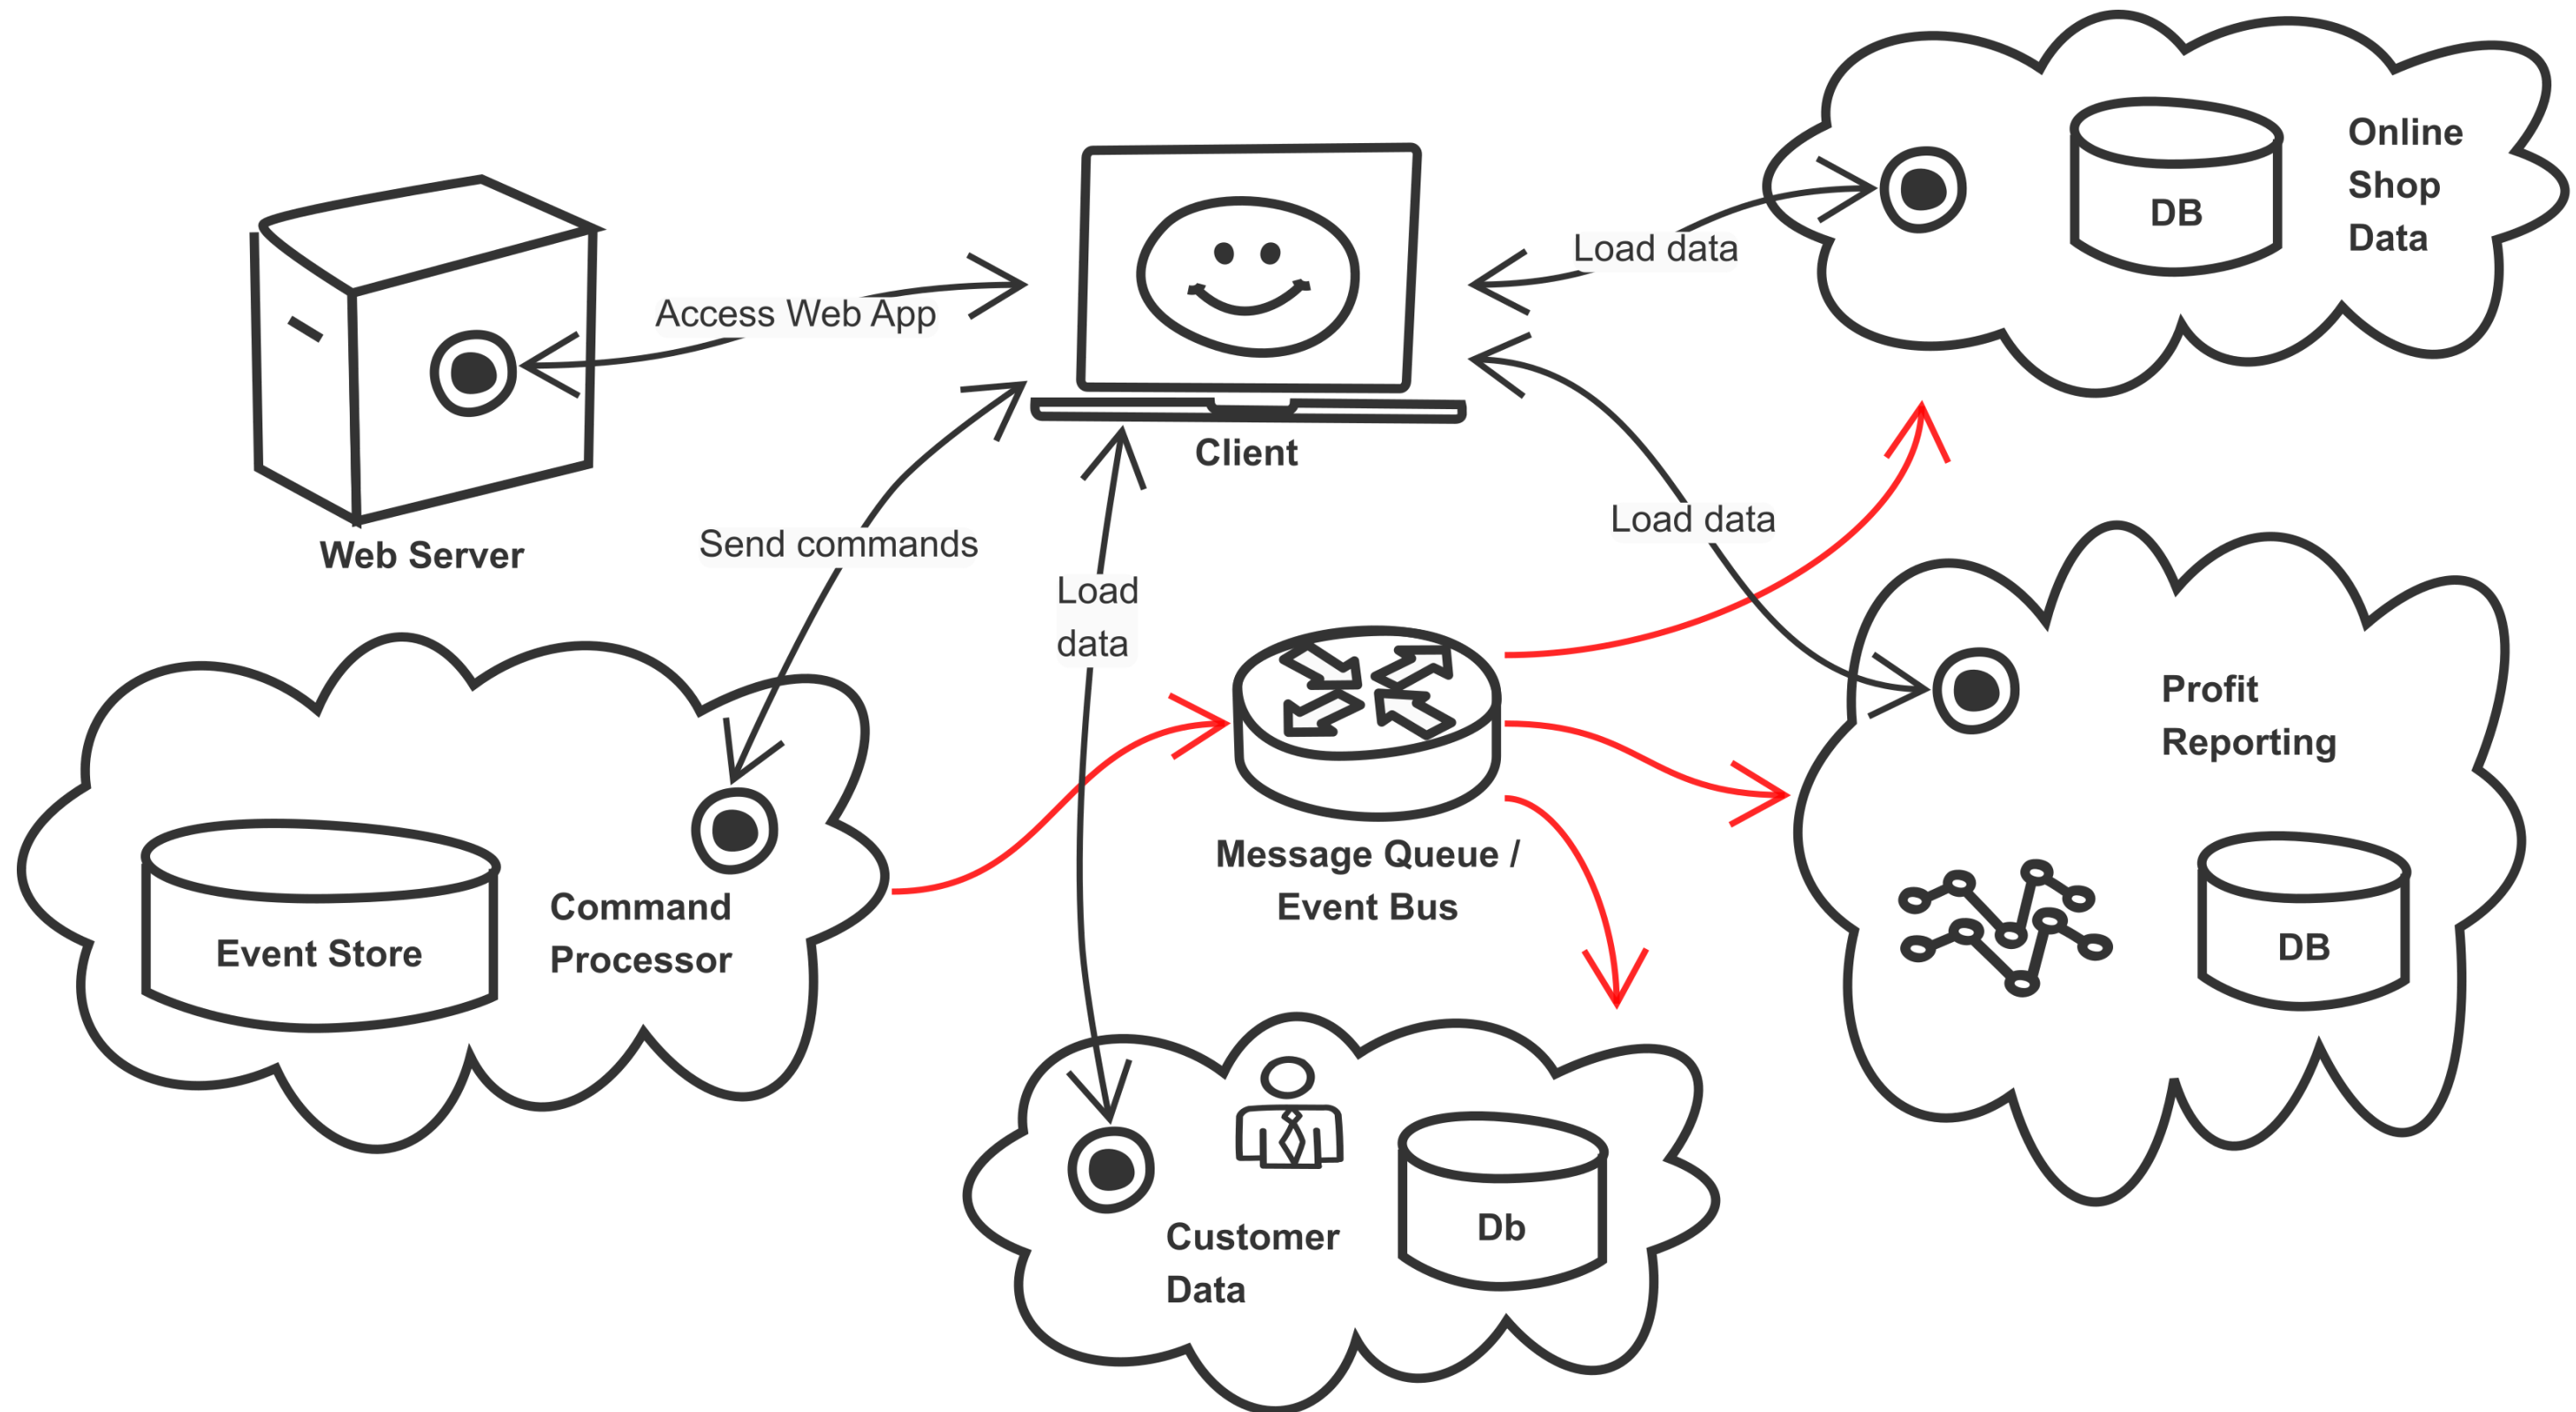 Online
Shop
Data
DB
Load data
Access Web App
Client
Web Server
Send commands
Load data
Load
data
Profit
Reporting
Message Queue /
Event Bus
Command
Processor
Event Store
DB
Customer
Data
Db